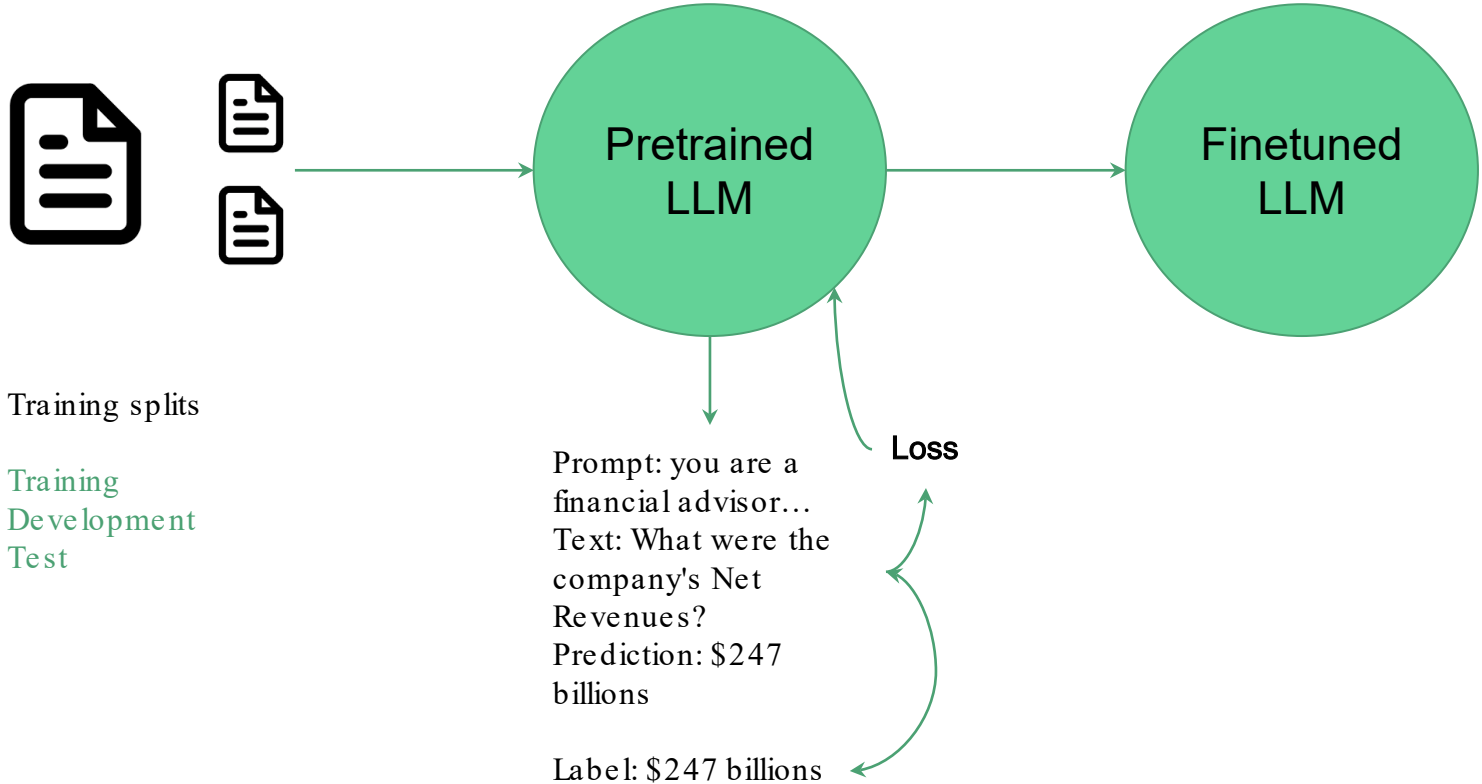 Pretrained
LLM
Finetuned
LLM
Training splits
Training
Development
Test
Loss
Prompt: you are a
financial advisor…
Text: What were the
company's Net
Revenues?
Prediction: $247
billions
Label: $247 billions